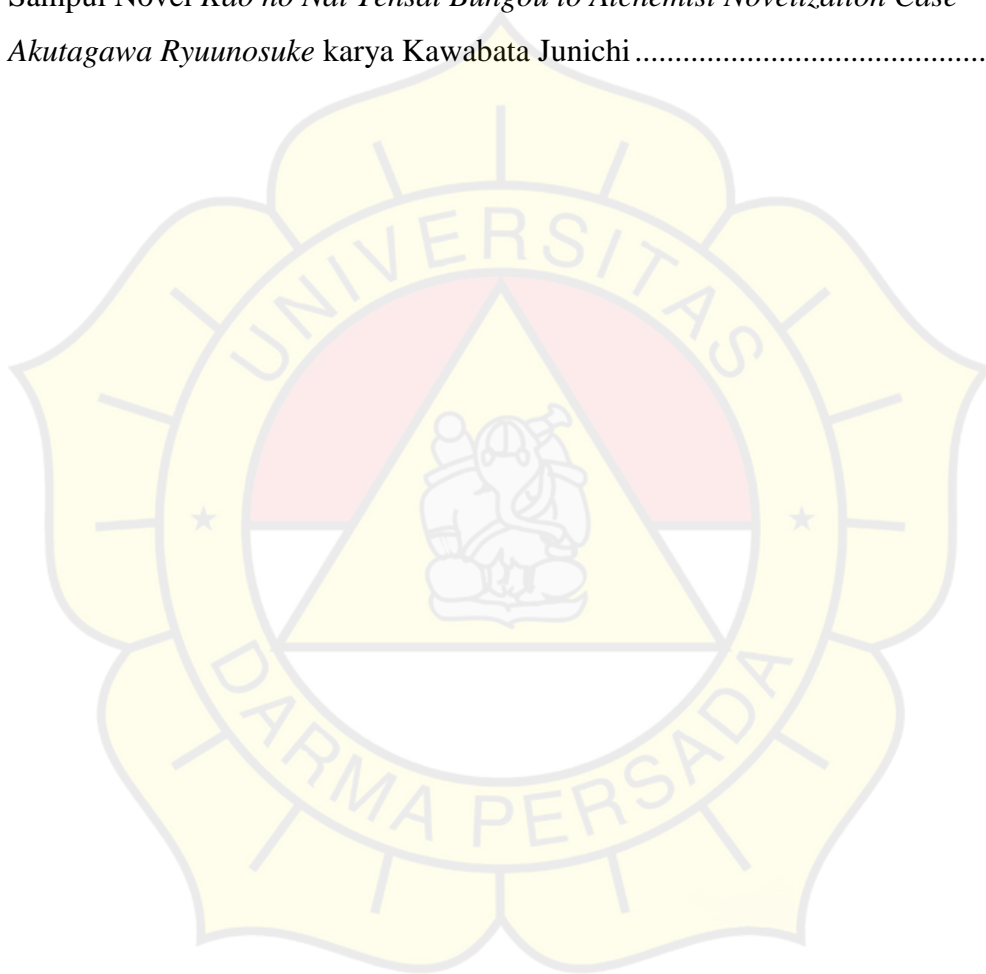 Sampul Novel Kao no Nai Tensai Bungou to Alchemist Novelization Case
Akutagawa Ryuunosuke karya Kawabata Junichi ............................................
UNIVERSITAS
DARMA PERSADA